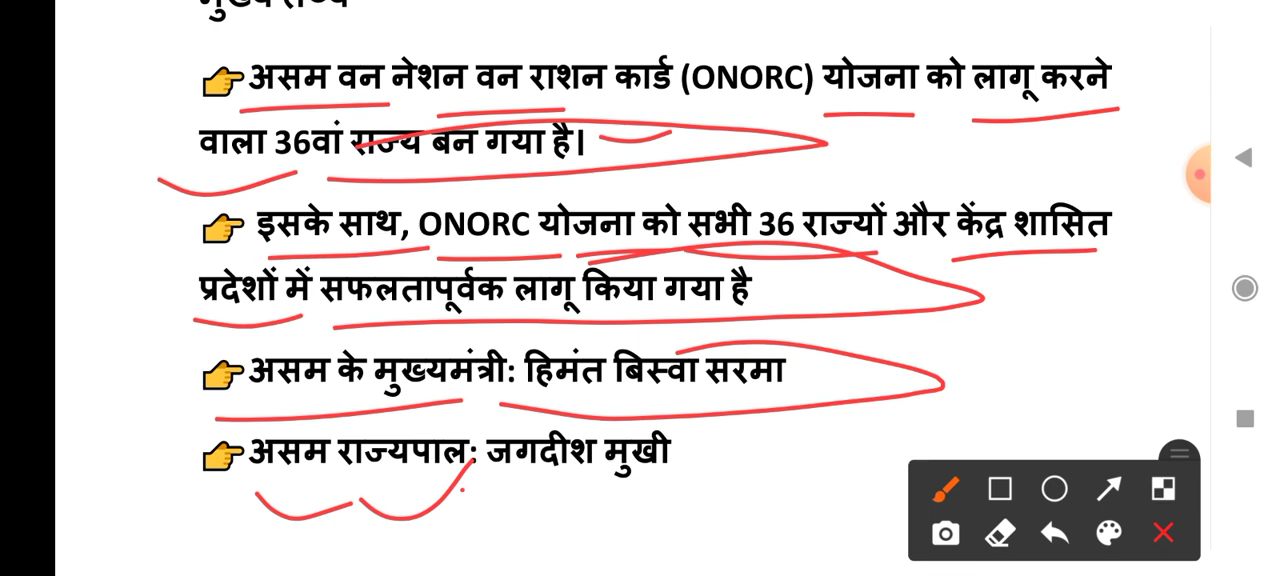 👉असम वन नेशन वन राशन कार्ड (ONORC) योजना को लागू करने
वाला 36वां राज्य बन गया है।
👉 इसके साथ, ONORC योजना को सभी 36 राज्यों और केंद्र शासित
प्रदेशों में सफलतापूर्वक लागू किया गया है
👉असम के मुख्यमंत्री: हिमंत बिस्वा सरमा
👉असम राज्यपाल: जगदीश मुखी